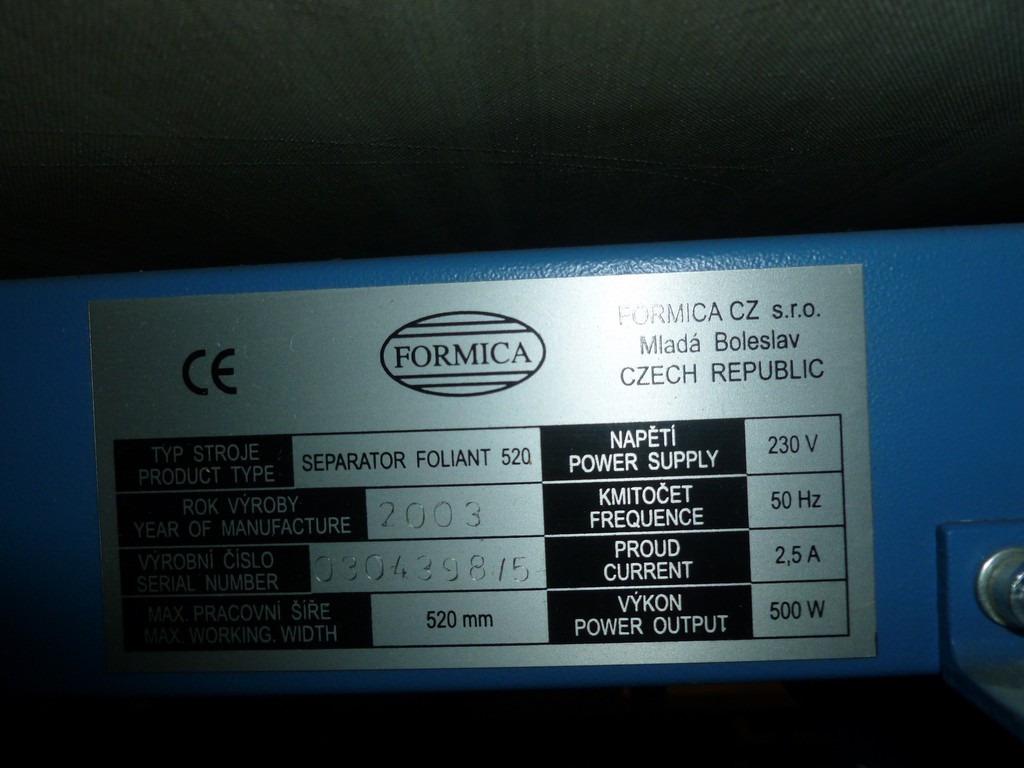 CE
FORMICA
FORMICA CZ s.r.o.
Mladá Boleslav
CZECH REPUBLIC
TYP STROJE
PRODUCT TYPE
SEPARATOR FOLIANT 520
ROK VÝROBY
YEAR OF MANUFACTURE
2003
VÝROBNÍ ČÍSLO
SERIAL NUMBER
0304398/5
MAX. PRACOVNÍ ŠÍŘE
MAX. WORKING. WIDTH
520 mm
NAPĚTÍ
POWER SUPPLY
230 V
KMITOČET
FREQUENCE
50 Hz
PROUD
CURRENT
2,5 A
VÝKON
POWER OUTPUT
500 W